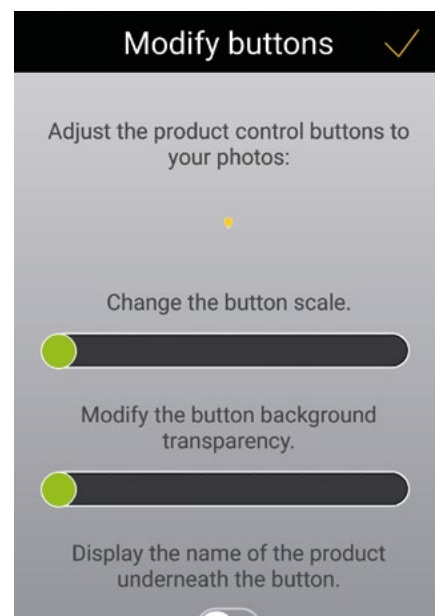 Modify buttons
Adjust the product control buttons to
your photos:
Change the button scale.
Modify the button background
transparency.
Display the name of the product
underneath the button.